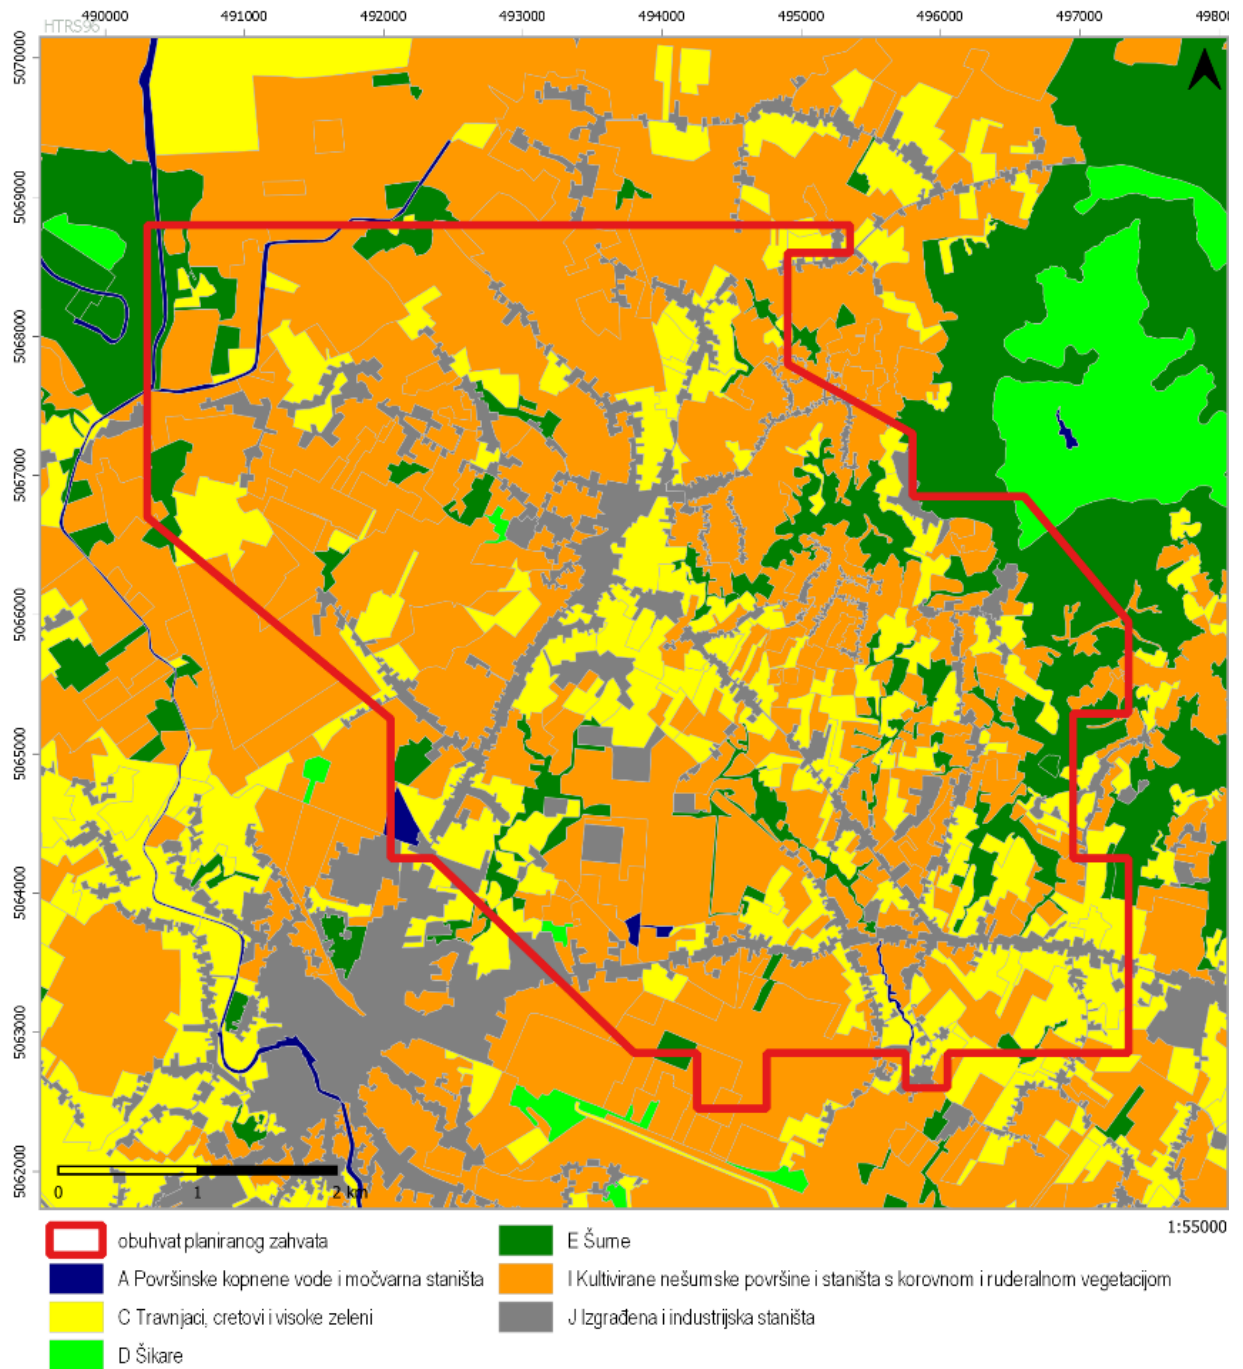 490000 491000 492000 493000 494000 495000 496000 497000 49800
HTRS96
5070000
5069000
5068000
5067000
5066000
5065000
5064000
5063000
5062000
0 1 2 km
1:55000
obuhvat planiranog zahvata
A Površinske kopnene vode i močvarna staništa
C Travnjaci, cretovi i visoke zeleni
D Šikare
E Šume
I Kultivirane nešumske površine i staništa s korovnom i ruderalnom vegetacijom
J Izgrađena i industrijska staništa